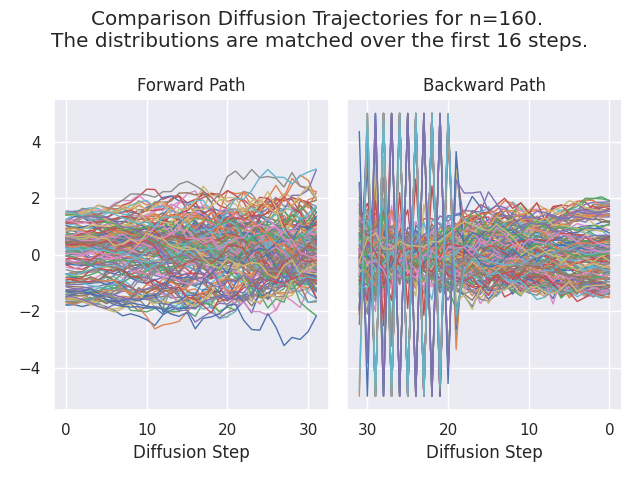 Comparison Diffusion Trajectories for n=160.
The distributions are matched over the first 16 steps.
Forward Path
Backward Path
4
2
0
−2
−4
0 10 20 30
30 20 10 0
Diffusion Step
Diffusion Step